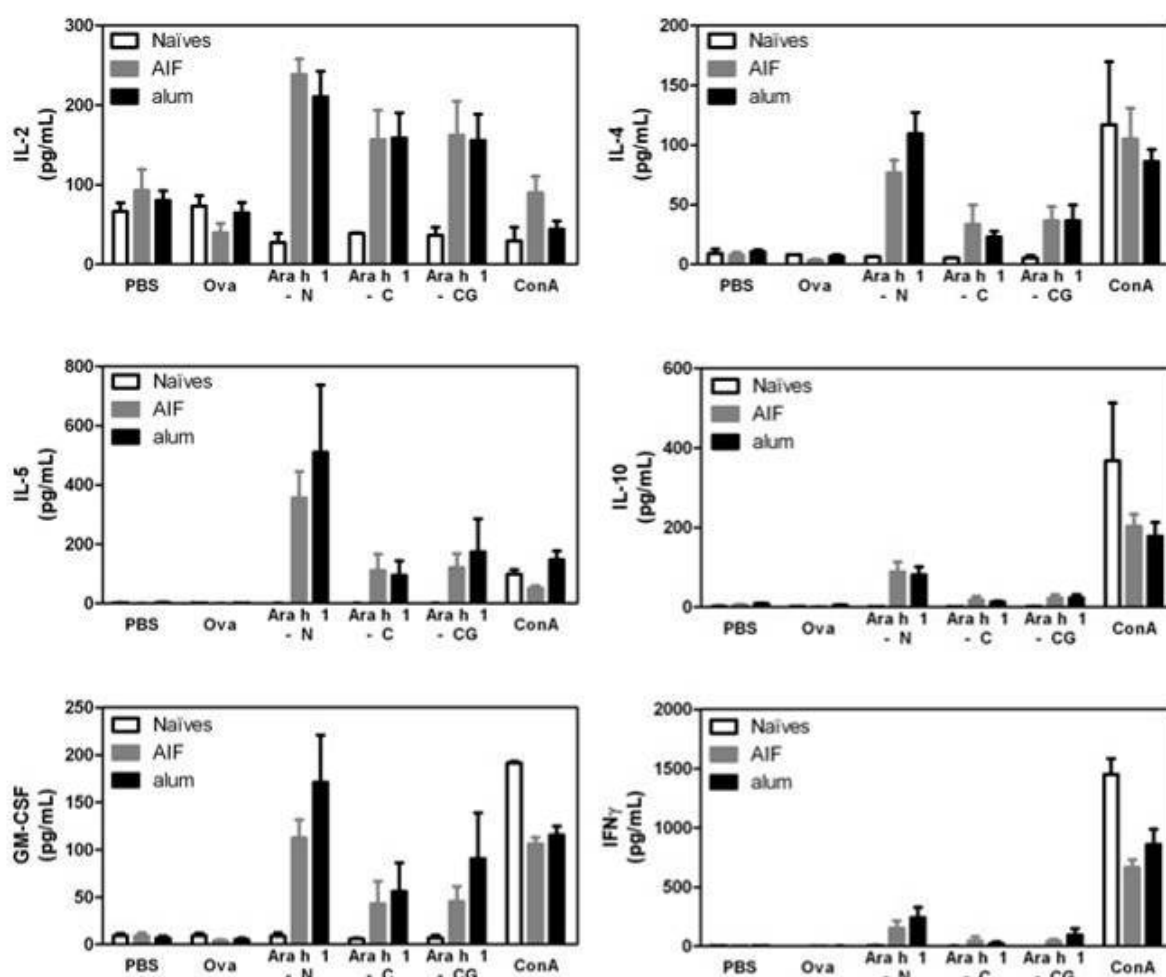 IL-2
(pg/mL)
300
200
100
0
Naïves
AIF
alum
PBS
Ova
Ara h 1
- N
Ara h 1
- C
Ara h 1
- CG
ConA
IL-4
(pg/mL)
200
150
100
50
0
Naïves
AIF
alum
PBS
Ova
Ara h 1
- N
Ara h 1
- C
Ara h 1
- CG
ConA
IL-5
(pg/mL)
800
600
400
200
0
Naïves
AIF
alum
PBS
Ova
Ara h 1
- N
Ara h 1
- C
Ara h 1
- CG
ConA
IL-10
(pg/mL)
600
400
200
0
Naïves
AIF
alum
PBS
Ova
Ara h 1
- N
Ara h 1
- C
Ara h 1
- CG
ConA
GM-CSF
(pg/mL)
250
200
150
100
50
0
Naïves
AIF
alum
PBS
Ova
Ara h 1
- N
Ara h 1
- C
Ara h 1
- CG
ConA
IFNγ
(pg/mL)
2000
1500
1000
500
0
Naïves
AIF
alum
PBS
Ova
Ara h 1
- N
Ara h 1
- C
Ara h 1
- CG
ConA